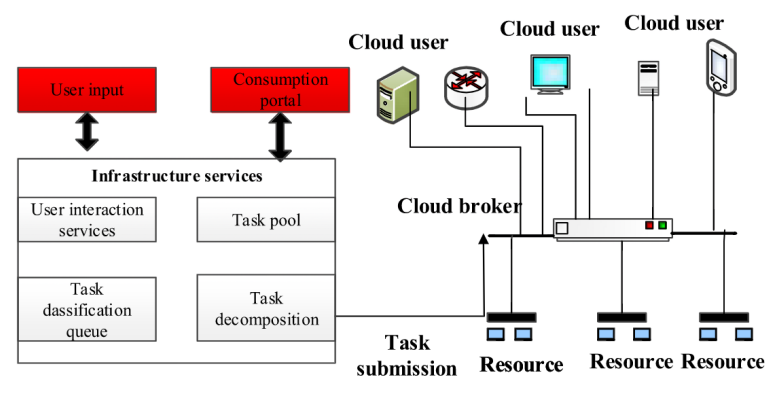 Cloud user
Cloud user
Cloud user
User input
Consumption
portal
Infrastructure services
User interaction
services
Task pool
Cloud broker
Task
dassification
queue
Task
decomposition
Task
submission
Resource
Resource
Resource